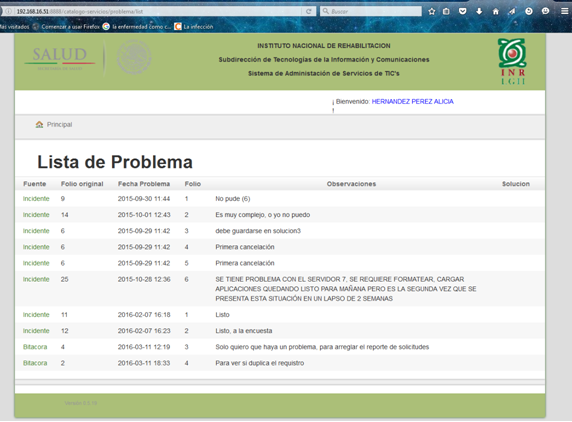 192.168.16.31:8888/catalogo-servicios/problema/list
Buscar
Más visitados Comenzar a usar Firefox la enfermedad como c... La infección
SALUD
INSTITUTO NACIONAL DE REHABILITACION
Subdirección de Tecnologías de la Información y Comunicaciones
Sistema de Administación de Servicios de TIC's
INR
¡ Bienvenido: HERNANDEZ PEREZ ALICIA
!
Principal
Lista de Problema
Fuente Folio original Fecha Problema Folio Observaciones Solucion
Incidente 9 2015-09-30 11:44 1 No pude (6)
Incidente 14 2015-10-01 12:43 2 Es muy complejo, o yo no puedo
Incidente 6 2015-09-29 11:42 3 debe guardarse en solucion3
Incidente 6 2015-09-29 11:42 4 Primera cancelación
Incidente 6 2015-09-29 11:42 5 Primera cancelación
Incidente 25 2015-10-28 12:36 6 SE TIENE PROBLEMA CON EL SERVIDOR 7, SE REQUIERE FORMATEAR, CARGAR
APLICACIONES QUEDANDO LISTO PARA MAÑANA PERO ES LA SEGUNDA VEZ QUE SE
PRESENTA ESTA SITUACIÓN EN UN LAPSO DE 2 SEMANAS
Incidente 11 2016-02-07 16:18 1 Listo
Incidente 12 2016-02-07 16:23 2 Listo, a la encuesta
Bitacora 4 2016-03-11 12:19 3 Solo quiero que haya un problema, para arreglar el reporte de solicitudes
Bitacora 2 2016-03-11 18:33 4 Para ver si duplica el requistro